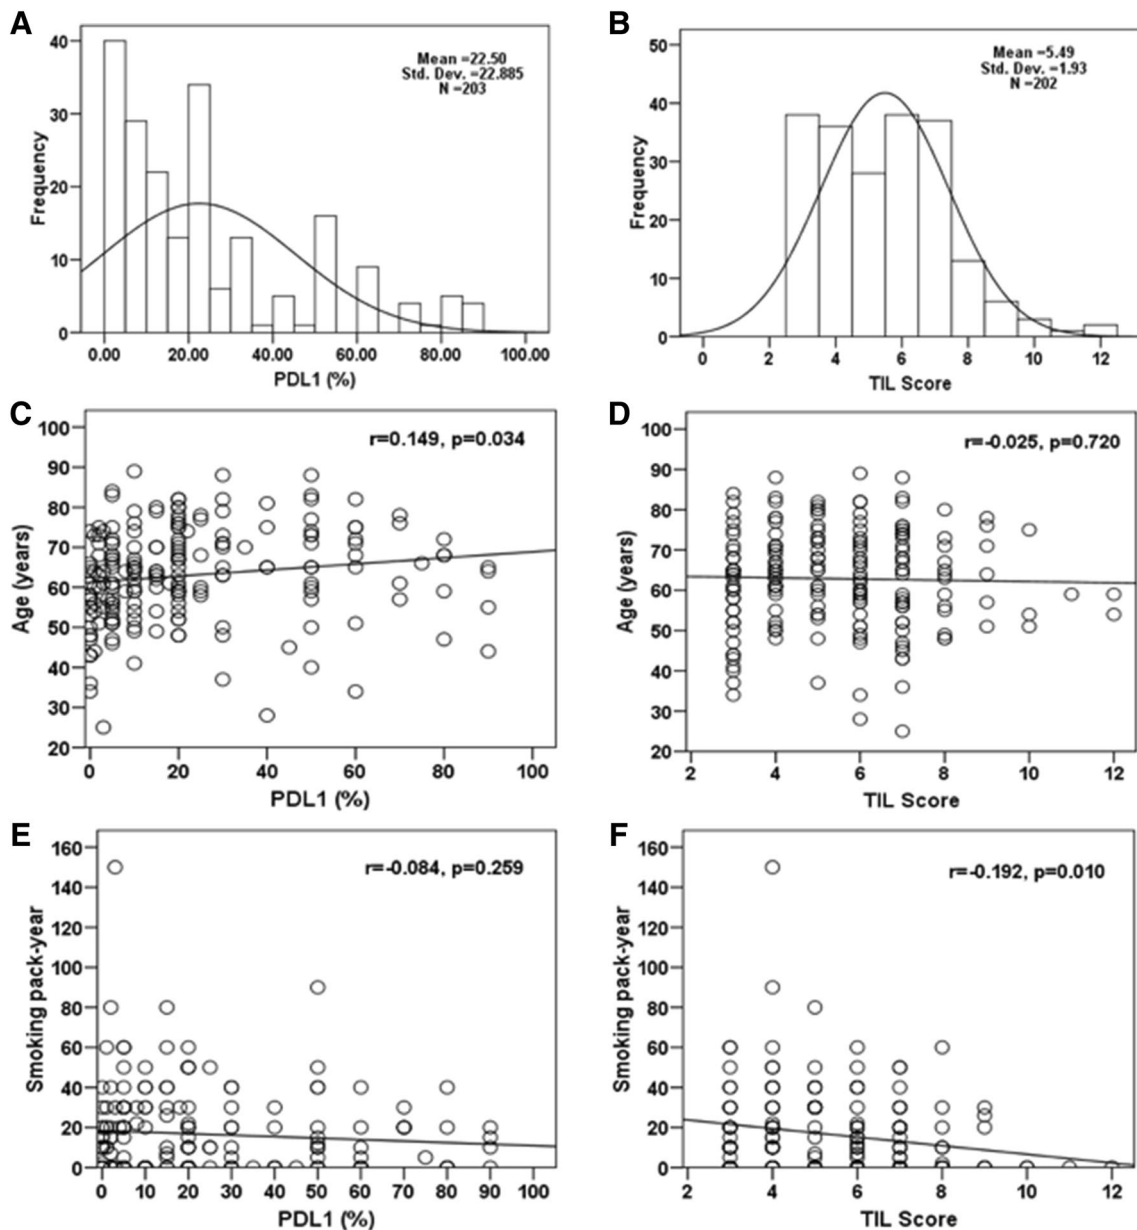 A
Mean =22.50
Std. Dev. =22.885
N =203
Frequency
40
30
20
10
0
0.00 20.00 40.00 60.00 80.00 100.00
PDL1 (%)
B
Mean =5.49
Std. Dev. =1.93
N =202
Frequency
50
40
30
20
10
0
0 2 4 6 8 10 12
TIL Score
C
r=0.149, p=0.034
Age (years)
100
90
80
70
60
50
40
30
20
0 20 40 60 80 100
PDL1 (%)
D
r=-0.025, p=0.720
Age (years)
100
90
80
70
60
50
40
30
20
2 4 6 8 10 12
TIL Score
E
r=-0.084, p=0.259
Smoking pack-year
160
140
120
100
80
60
40
20
0
0 10 20 30 40 50 60 70 80 90 100
PDL1 (%)
F
r=-0.192, p=0.010
Smoking pack-year
160
140
120
100
80
60
40
20
0
2 4 6 8 10 12
TIL Score